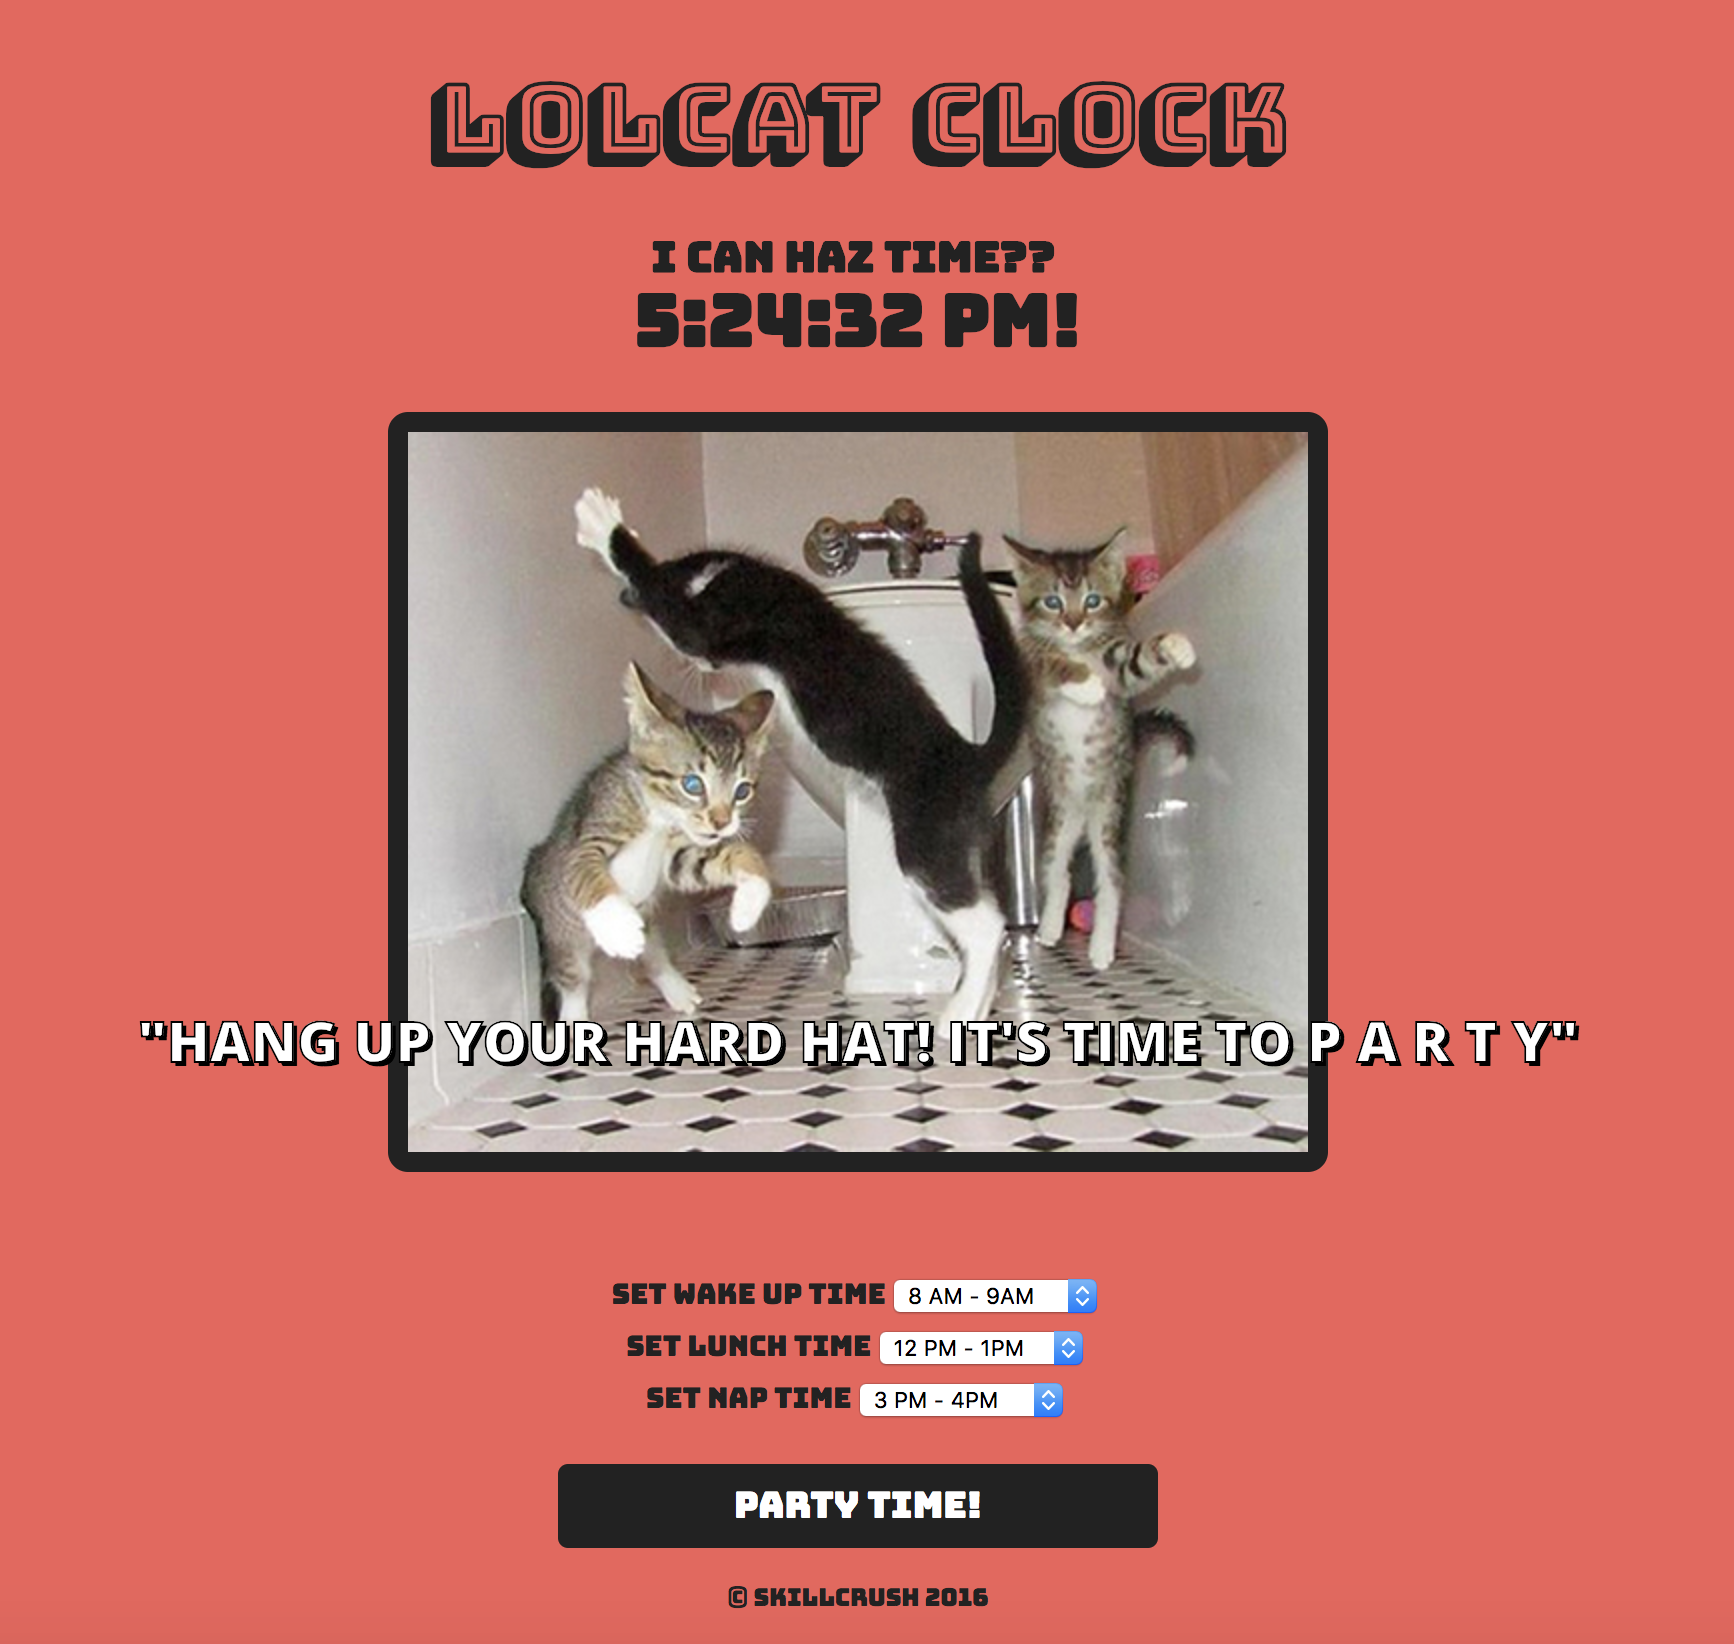 LOLCAT CLOCK
I CAN HAZ TIME??
5:24:32 PM!
"HANG UP YOUR HARD HAT! IT'S TIME TO P A R T Y"
SET WAKE UP TIME 8 AM - 9AM
SET LUNCH TIME 12 PM - 1PM
SET NAP TIME 3 PM - 4PM
PARTY TIME!
© SKILLCRUSH 2016